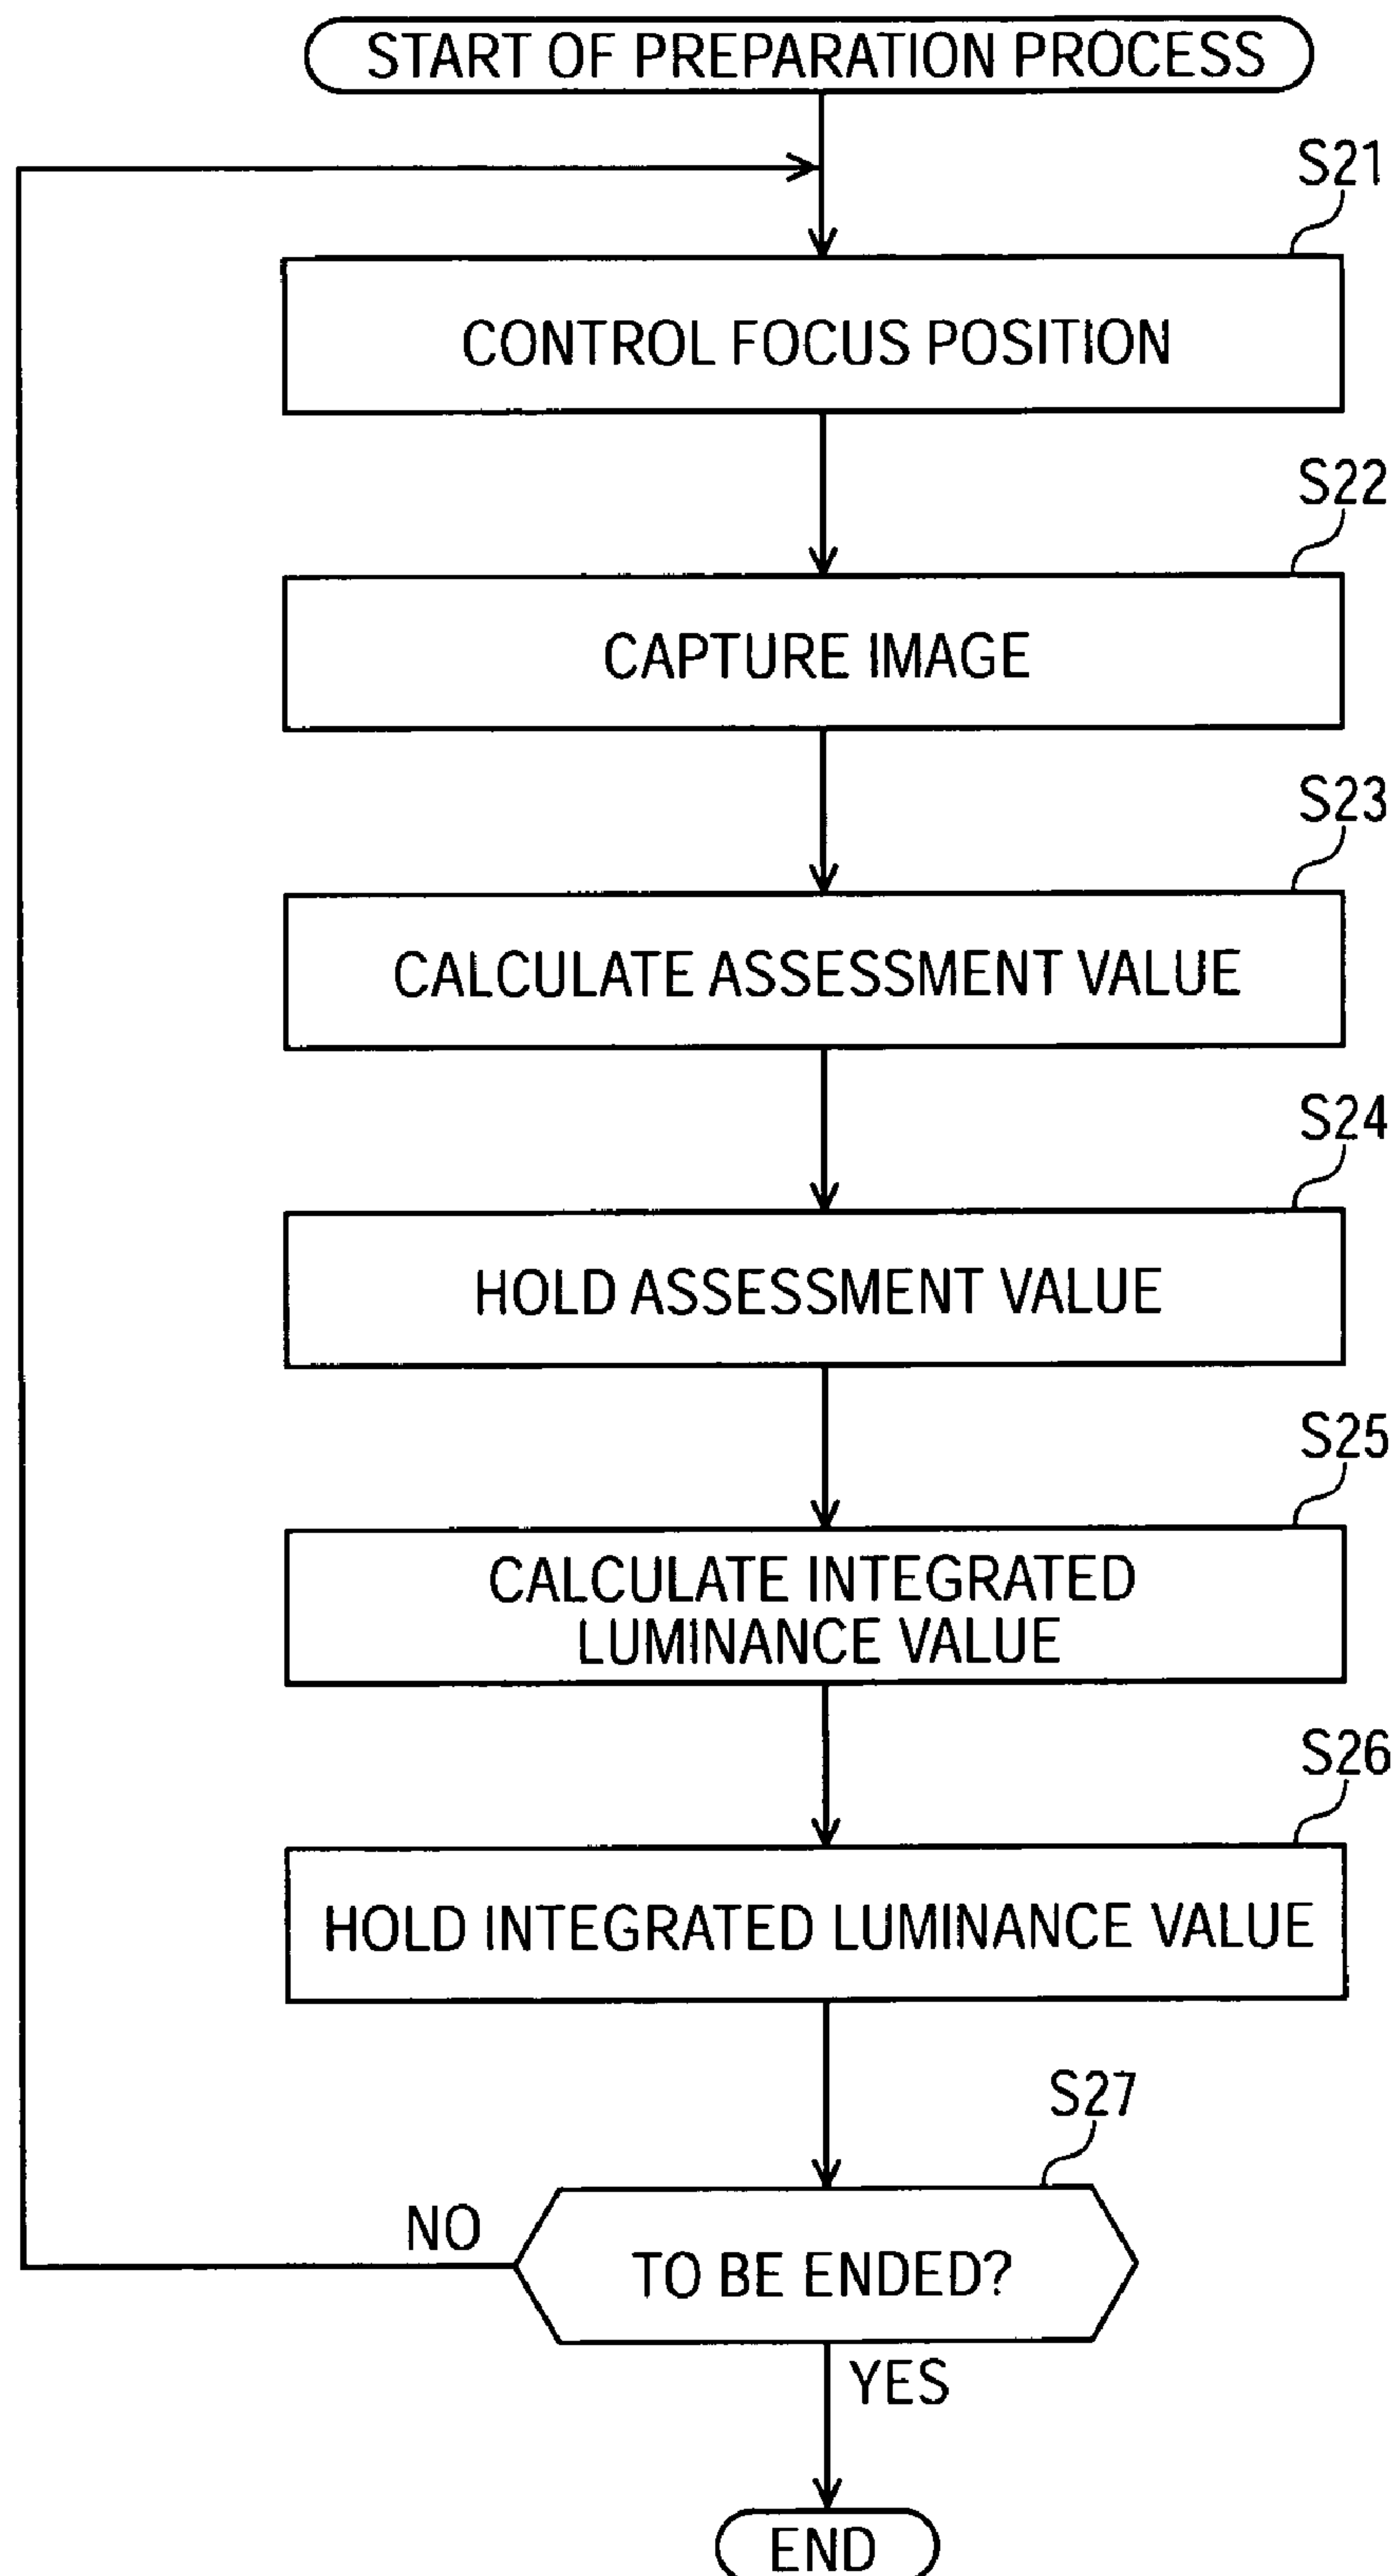 START OF PREPARATION PROCESS
S21
CONTROL FOCUS POSITION
S22
CAPTURE IMAGE
S23
CALCULATE ASSESSMENT VALUE
S24
HOLD ASSESSMENT VALUE
S25
CALCULATE INTEGRATED
LUMINANCE VALUE
S26
HOLD INTEGRATED LUMINANCE VALUE
S27
NO
TO BE ENDED?
YES
END